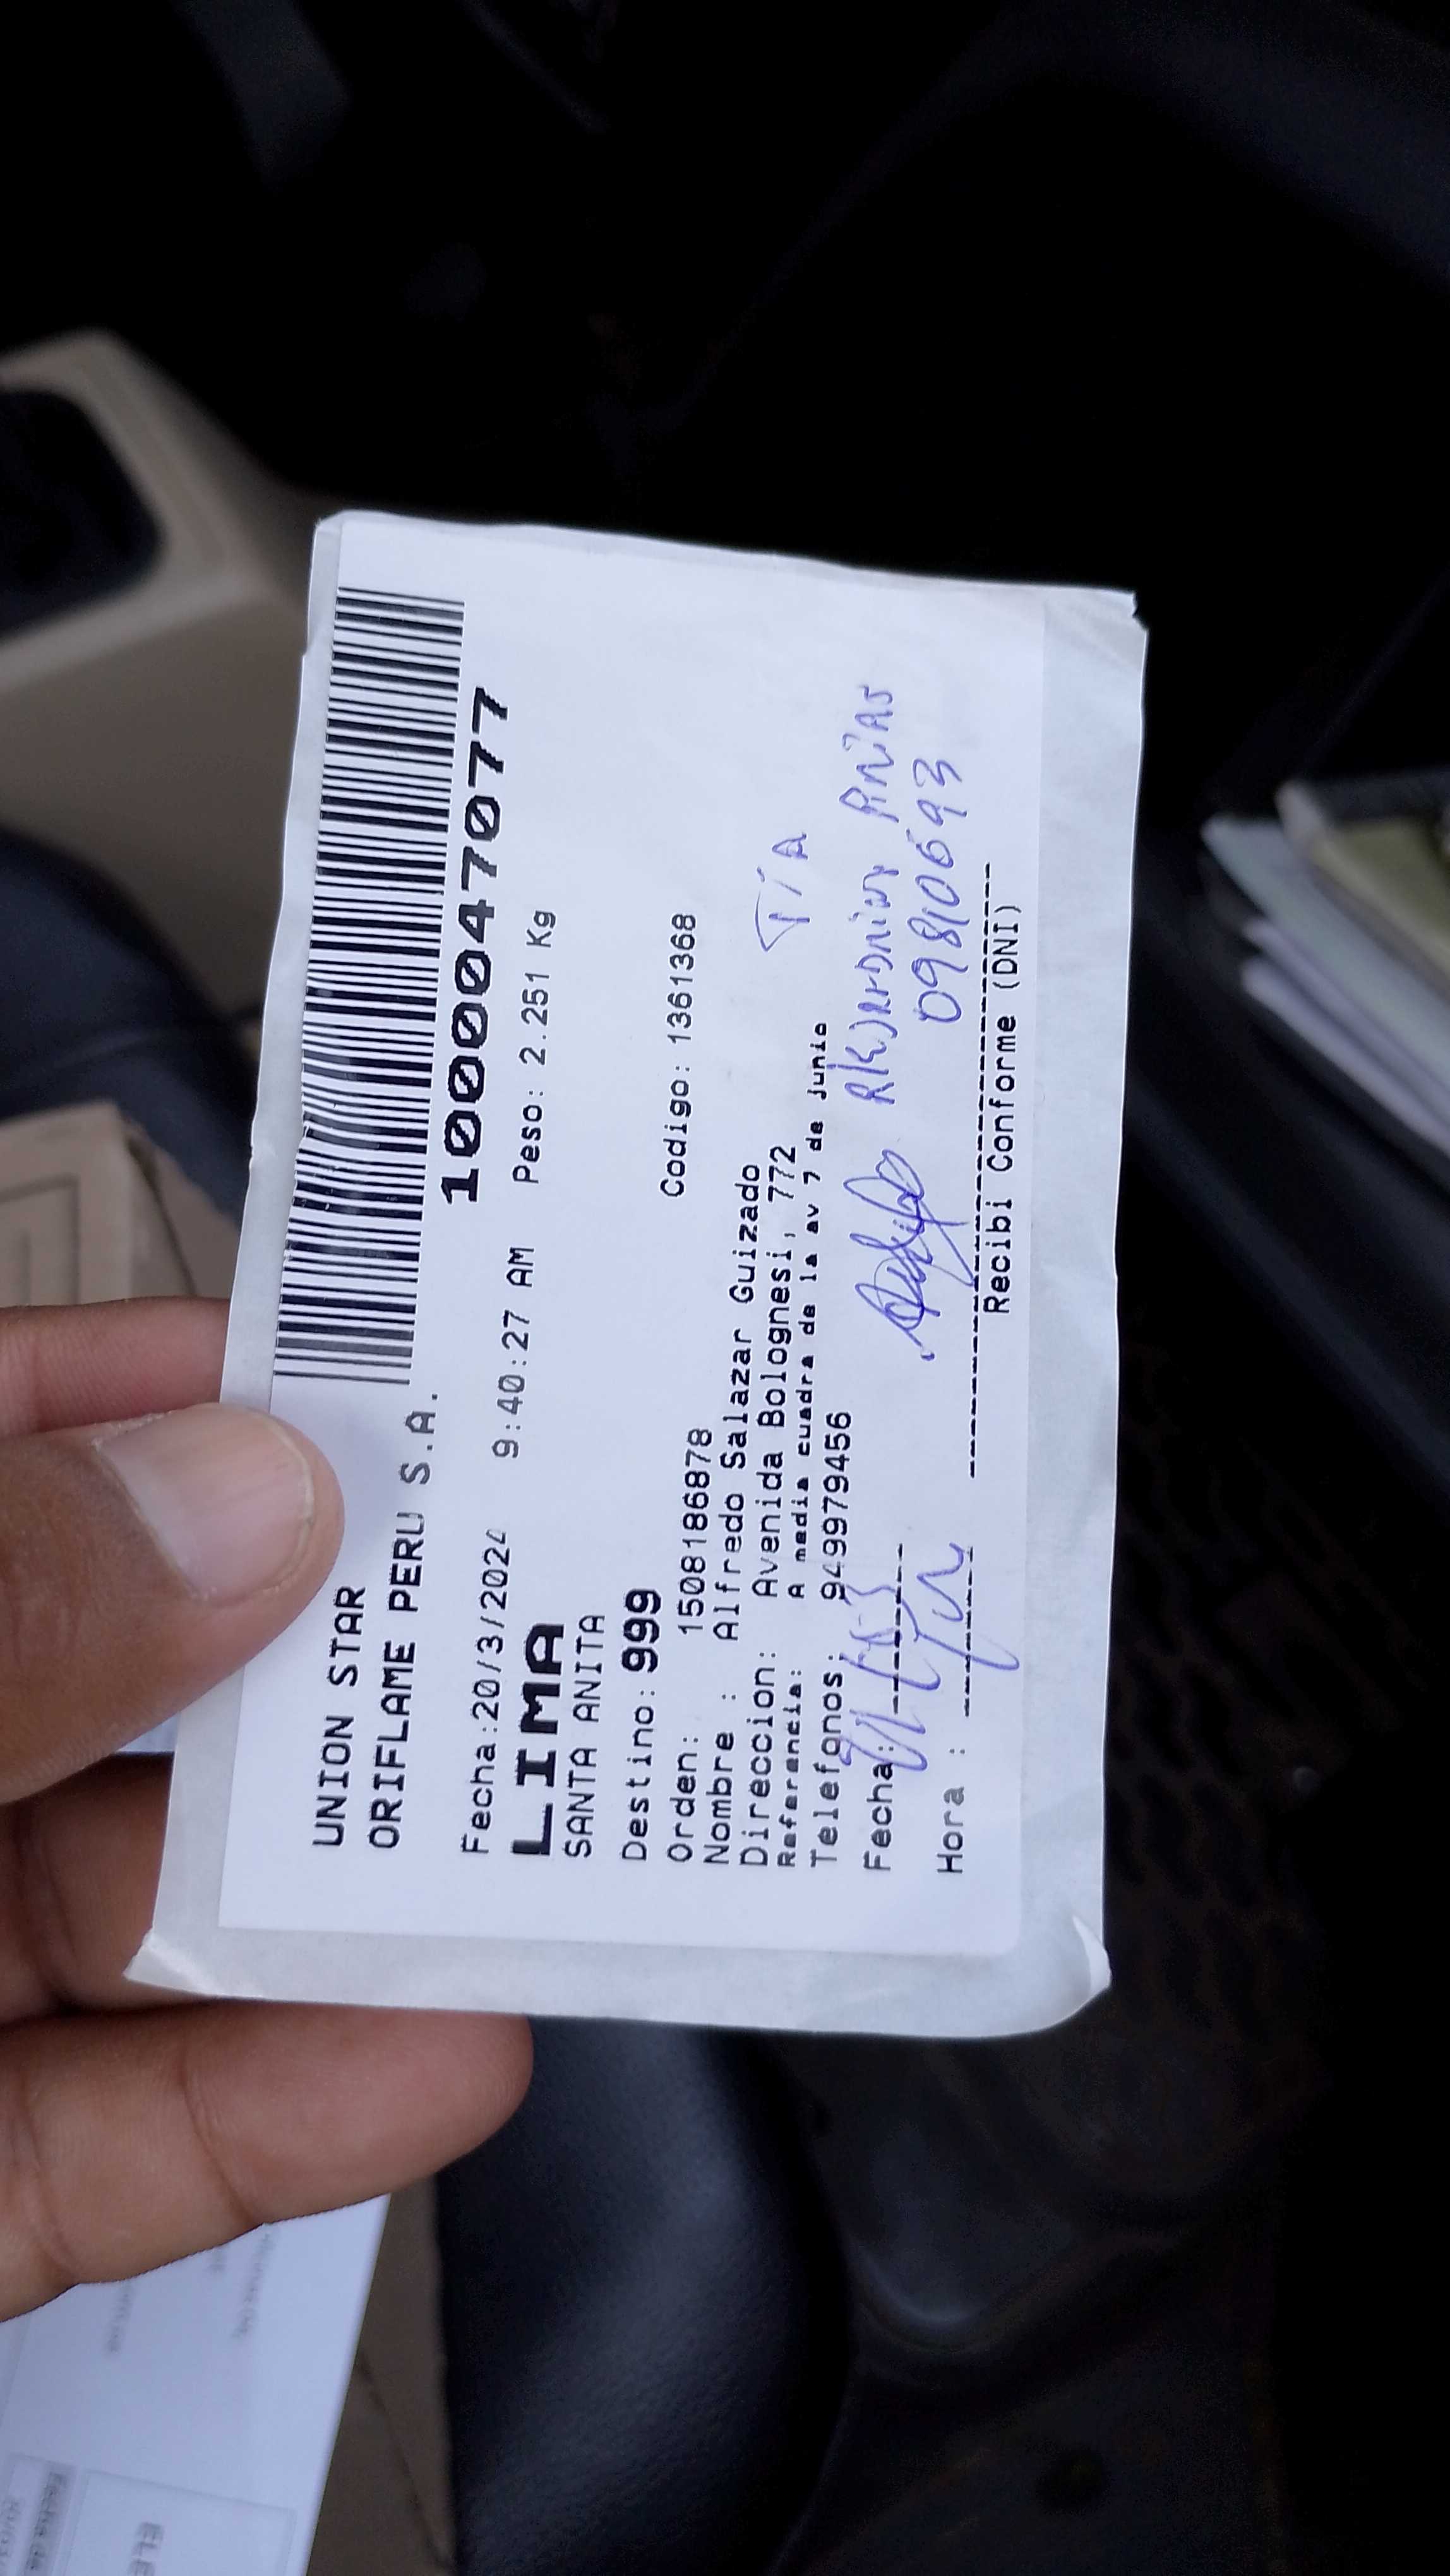 UNION STAR
ORIFLAME PERU S.A.
1000047077
Fecha:20/3/2024 9:40:27 AM Peso: 2.251 Kg
LIMA
SANTA ANITA
Destino: 999
Codigo: 1361368
Orden: 1508186878
Nombre : Alfredo Salazar Guizado
Direccion: Avenida Bolognesi, 772
Referencia: A media cuadra de la av 7 de Junio
TIA
Telefonos: 949979456
Fecha:
09810693
Hora :
Recibi Conforme (DNI)